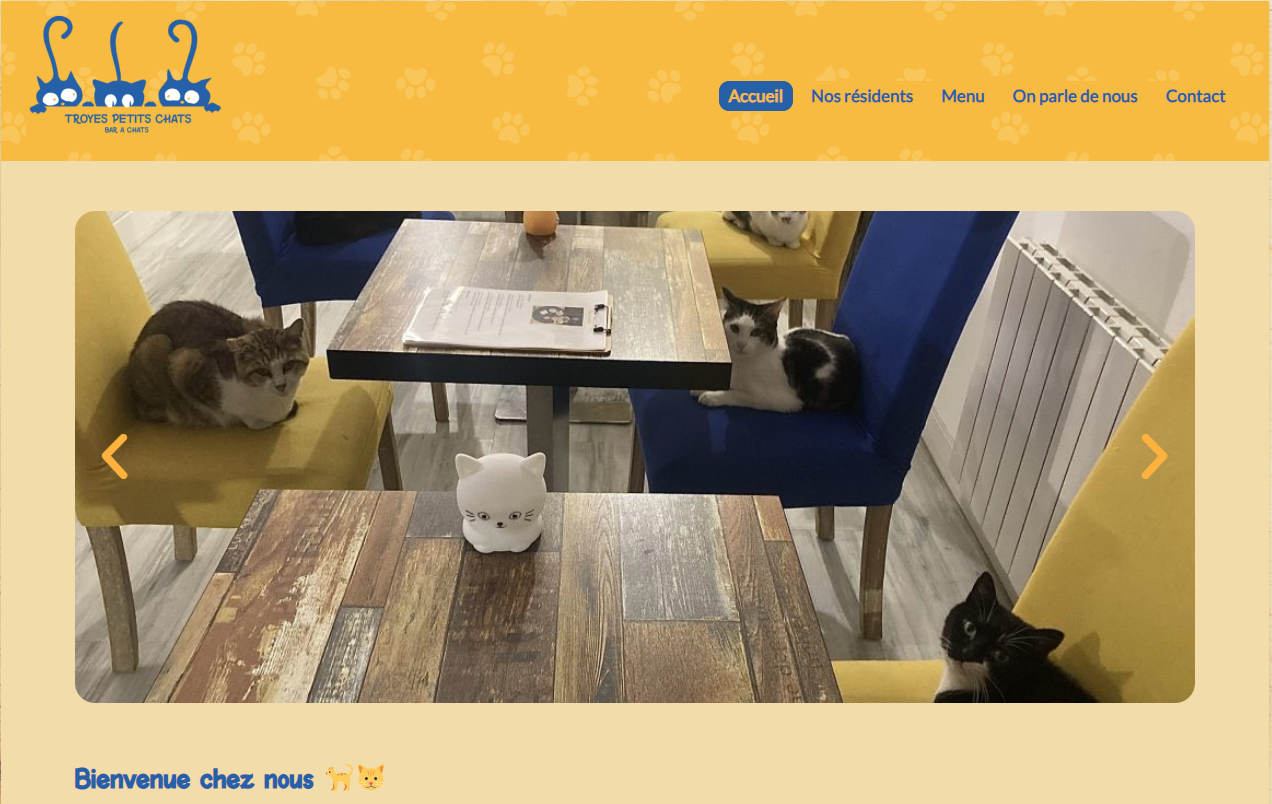 TROYES PETITS CHATS
BAR A CHATS
Accueil
Nos résidents
Menu
On parle de nous
Contact
Bienvenue chez nous 🐈🐱